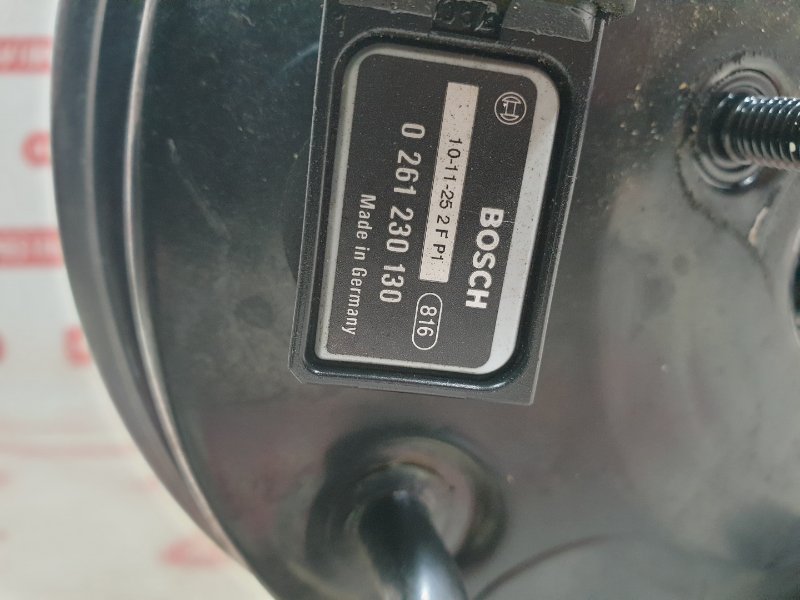 BOSCH
10-11-25 2 F P1
816
0 261 230 130
Made in Germany